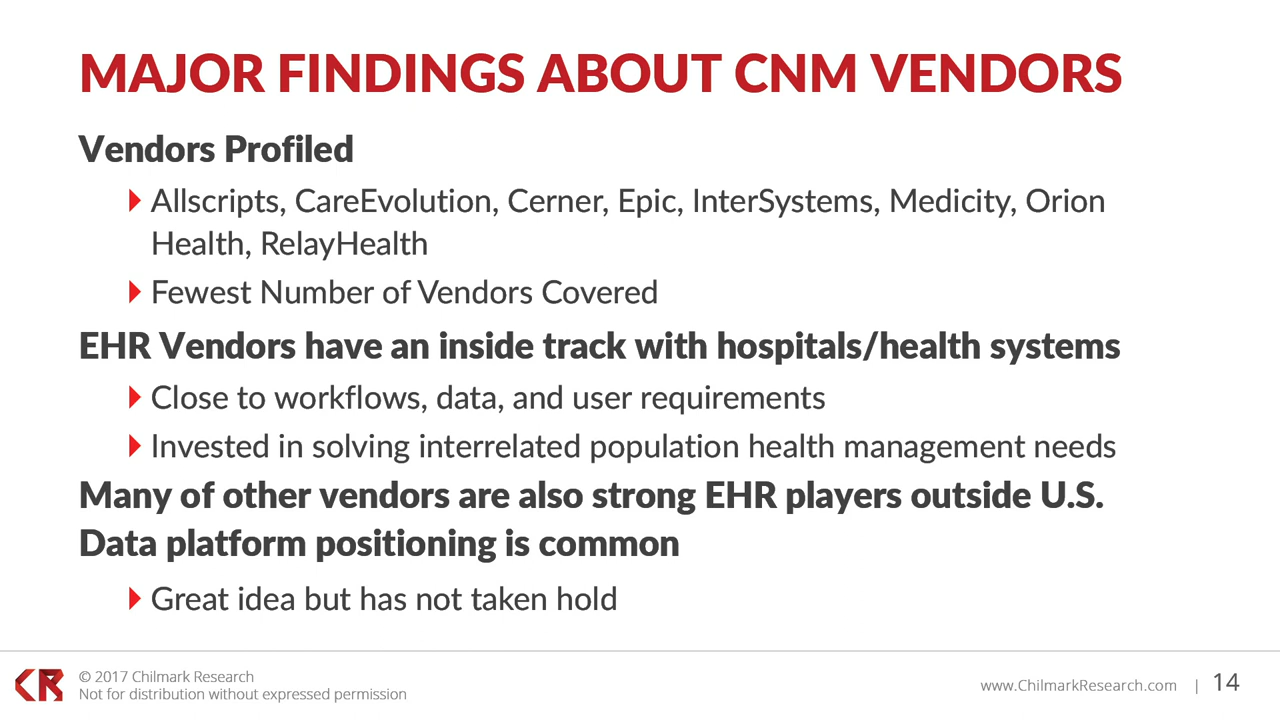 MAJOR FINDINGS ABOUT CNM VENDORS
Vendors Profiled
Allscripts, CareEvolution, Cerner, Epic, InterSystems, Medicity, Orion
Health, RelayHealth
Fewest Number of Vendors Covered
EHR Vendors have an inside track with hospitals/health systems
Close to workflows, data, and user requirements
Invested in solving interrelated population health management needs
Many of other vendors are also strong EHR players outside U.S.
Data platform positioning is common
Great idea but has not taken hold
CR
© 2017 Chilmark Research
Not for distribution without expressed permission
www.ChilmarkResearch.com | 14